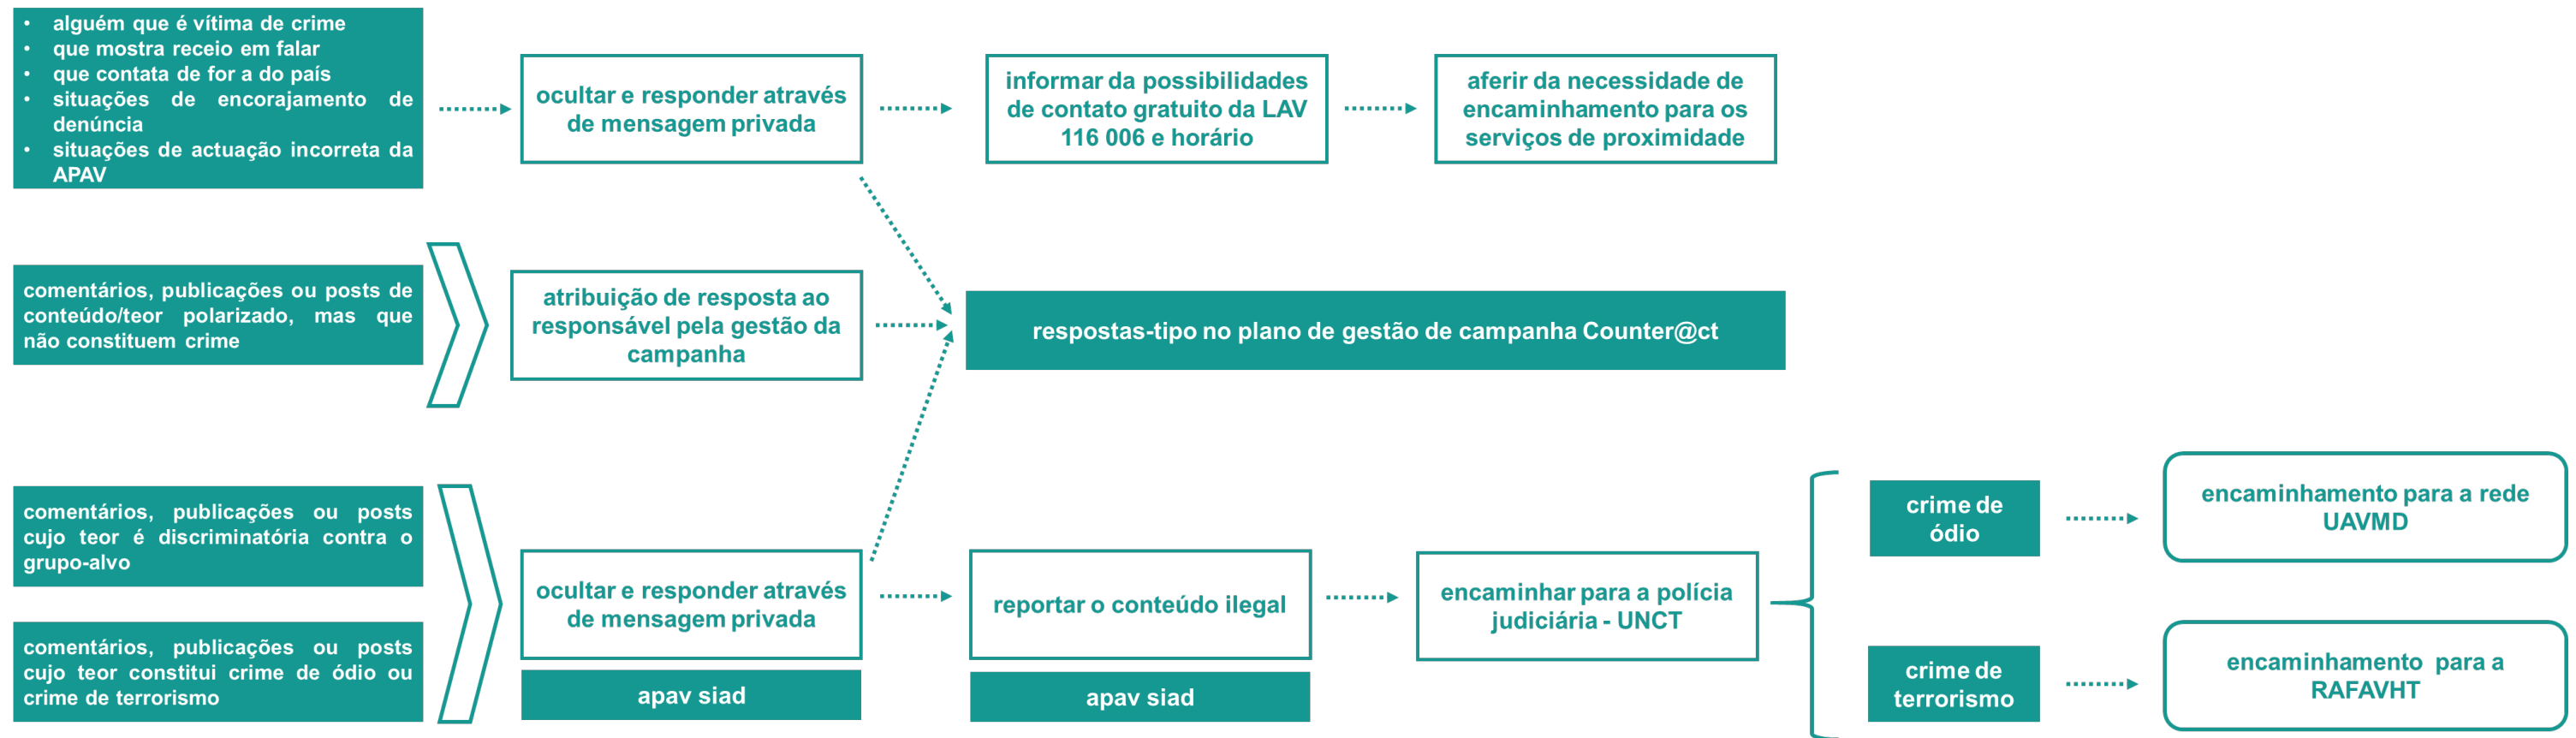 • alguém que é vítima de crime
• que mostra receio em falar
• que contata de for a do país
• situações de encorajamento de
denúncia
• situações de actuação incorreta da
APAV
ocultar e responder através
de mensagem privada
informar da possibilidades
de contato gratuito da LAV
116 006 e horário
aferir da necessidade de
encaminhamento para os
serviços de proximidade
comentários, publicações ou posts de
conteúdo/teor polarizado, mas que
não constituem crime
atribuição de resposta ao
responsável pela gestão da
campanha
respostas-tipo no plano de gestão de campanha Counter@ct
comentários, publicações ou posts
cujo teor é discriminatória contra o
grupo-alvo
comentários, publicações ou posts
cujo teor constitui crime de ódio ou
crime de terrorismo
ocultar e responder através
de mensagem privada
apav siad
reportar o conteúdo ilegal
apav siad
encaminhar para a polícia
judiciária - UNCT
crime de
ódio
encaminhamento para a rede
UAVMD
crime de
terrorismo
encaminhamento para a
RAFAVHT